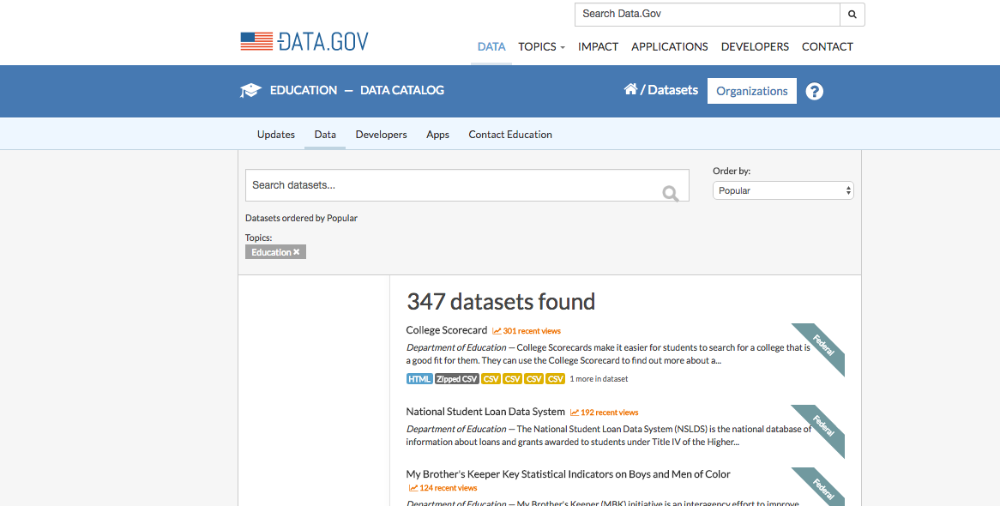 Search Data.Gov
DATA.GOV
DATA TOPICS IMPACT APPLICATIONS DEVELOPERS CONTACT
EDUCATION — DATA CATALOG
/ Datasets Organizations ?
Updates Data Developers Apps Contact Education
Order by:
Search datasets...
Popular
Datasets ordered by Popular
Topics:
Education ✖
347 datasets found
College Scorecard 301 recent views
Federal
Department of Education — College Scorecards make it easier for students to search for a college that is
a good fit for them. They can use the College Scorecard to find out more about a...
HTML Zipped CSV CSV CSV CSV CSV 1 more in dataset
National Student Loan Data System 192 recent views
Federal
Department of Education — The National Student Loan Data System (NSLDS) is the national database of
information about loans and grants awarded to students under Title IV of the Higher...
My Brother's Keeper Key Statistical Indicators on Boys and Men of Color
124 recent views
Federal
Department of Education — My Brother's Keeper (MBK) initiative is an interagency effort to improve